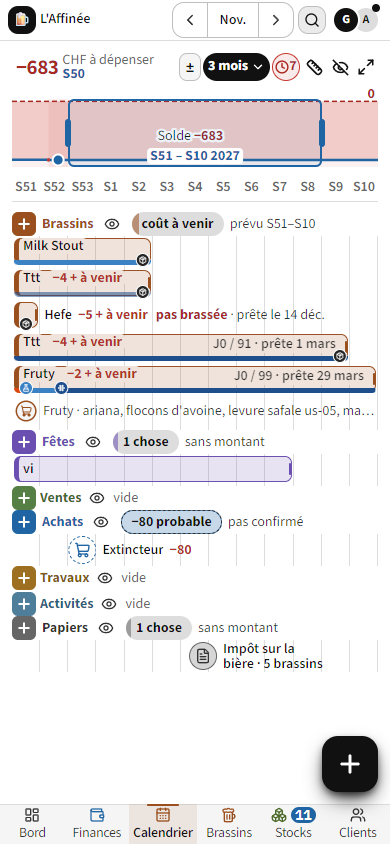 L'Affinée
Nov.
G
A
−683 CHF à dépenser
S50
±
3 mois
7
0
Solde −683
S51 – S10 2027
S51 S52 S53 S1 S2 S3 S4 S5 S6 S7 S8 S9 S10
Brassins coût à venir prévu S51–S10
Milk Stout
Ttt −4 + à venir
Hefe −5 + à venir pas brassée · prête le 14 déc.
Ttt −4 + à venir J0 / 91 · prête 1 mars
Fruty −2 + à venir J0 / 99 · prête 29 mars
Fruty · ariana, flocons d'avoine, levure safale us-05, ma…
Fêtes 1 chose sans montant
vi
Ventes vide
Achats −80 probable pas confirmé
Extincteur −80
Travaux vide
Activités vide
Papiers 1 chose sans montant
Impôt sur la
bière · 5 brassins
Bord
Finances
Calendrier
Brassins
Stocks 11
Clients